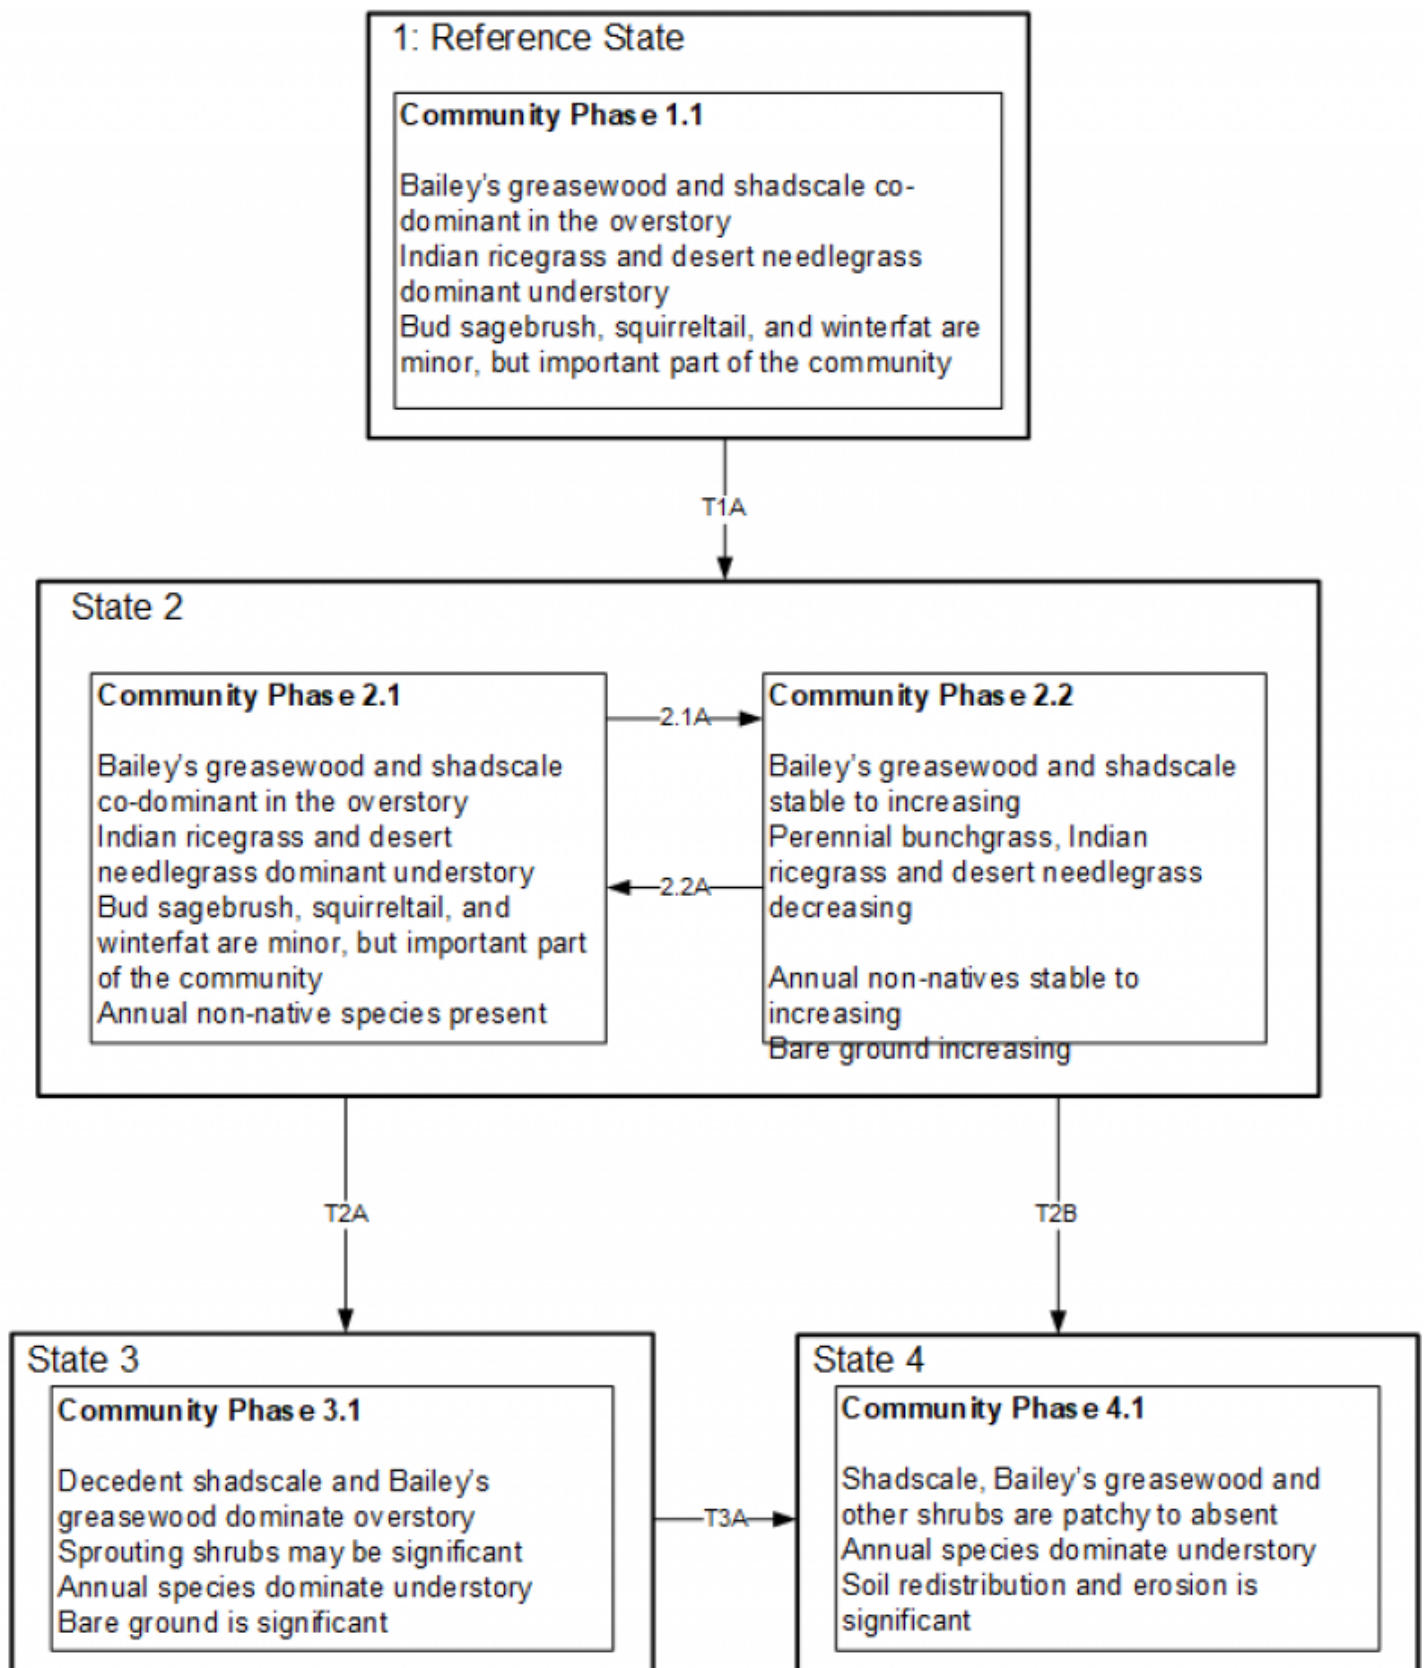 1: Reference State
Community Phase 1.1
Bailey's greasewood and shadscale co-
dominant in the overstory
Indian ricegrass and desert needlegrass
dominant understory
Bud sagebrush, squirreltail, and winterfat are
minor, but important part of the community
T1A
State 2
Community Phase 2.1
Bailey's greasewood and shadscale
co-dominant in the overstory
Indian ricegrass and desert
needlegrass dominant understory
Bud sagebrush, squirreltail, and
winterfat are minor, but important part
of the community
Annual non-native species present
2.1A
2.2A
Community Phase 2.2
Bailey's greasewood and shadscale
stable to increasing
Perennial bunchgrass, Indian
ricegrass and desert needlegrass
decreasing
Annual non-natives stable to
increasing
Bare ground increasing
T2A
T2B
State 3
Community Phase 3.1
Decedent shadscale and Bailey's
greasewood dominate overstory
Sprouting shrubs may be significant
Annual species dominate understory
Bare ground is significant
T3A
State 4
Community Phase 4.1
Shadscale, Bailey's greasewood and
other shrubs are patchy to absent
Annual species dominate understory
Soil redistribution and erosion is
significant